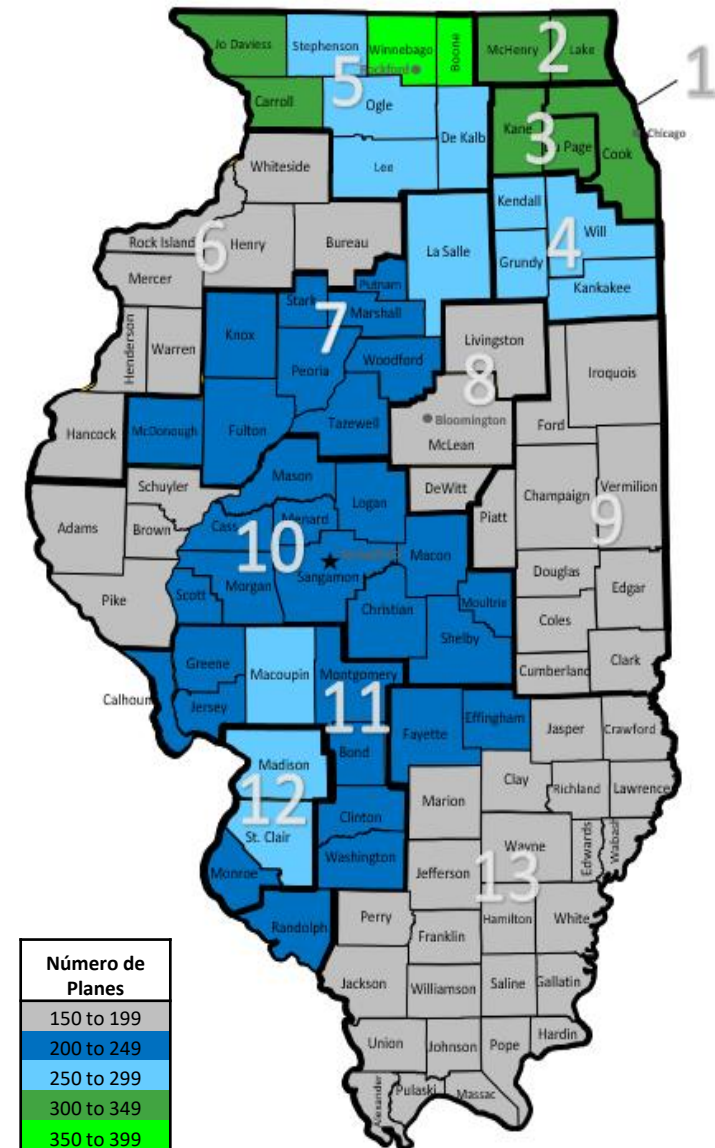 Jo Daviess
Stephenson
Winnebago
Boone
McHenry
Lake
2
1
Rockford
5
Carroll
Ogle
De Kalb
Kane
3
Du Page
Cook
Chicago
Whiteside
Lee
Kendall
Will
4
Rock Island
6
Henry
Bureau
La Salle
Grundy
Kankakee
Mercer
Putnam
Stark
7
Marshall
Henderson
Warren
Knox
Peoria
Woodford
Livingston
8
Iroquois
Hancock
McDonough
Fulton
Tazewell
Bloomington
McLean
Ford
Schuyler
Mason
Logan
DeWitt
Champaign
Vermilion
9
Adams
Brown
Cass
Menard
10
Piatt
Sangamon
Macon
Douglas
Edgar
Pike
Scott
Morgan
Christian
Moultrie
Shelby
Coles
Greene
Macoupin
Montgomery
Cumberland
Clark
Calhoun
Jersey
11
Fayette
Effingham
Jasper
Crawford
Bond
Madison
12
Clay
Richland
Lawrence
Marion
St. Clair
Clinton
Wayne
Edwards
Wabash
Washington
Jefferson
13
Monroe
Randolph
Perry
Franklin
Hamilton
White
Jackson
Williamson
Saline
Gallatin
Union
Johnson
Pope
Hardin
Alexander
Pulaski
Massac
Número de
Planes
150 to 199
200 to 249
250 to 299
300 to 349
350 to 399